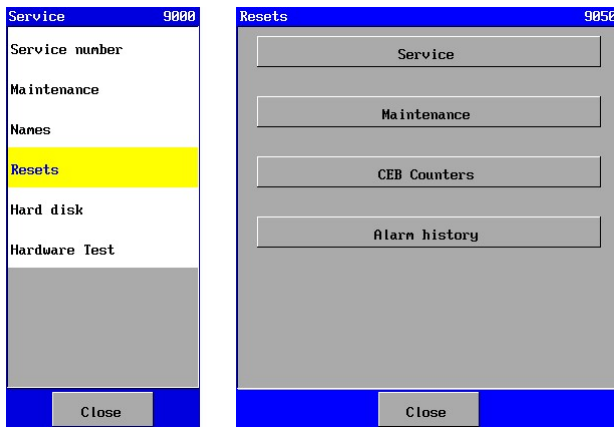 Service 9000
Service number
Maintenance
Names
Resets
Hard disk
Hardware Test
Close
Resets 9050
Service
Maintenance
CEB Counters
Alarm history
Close